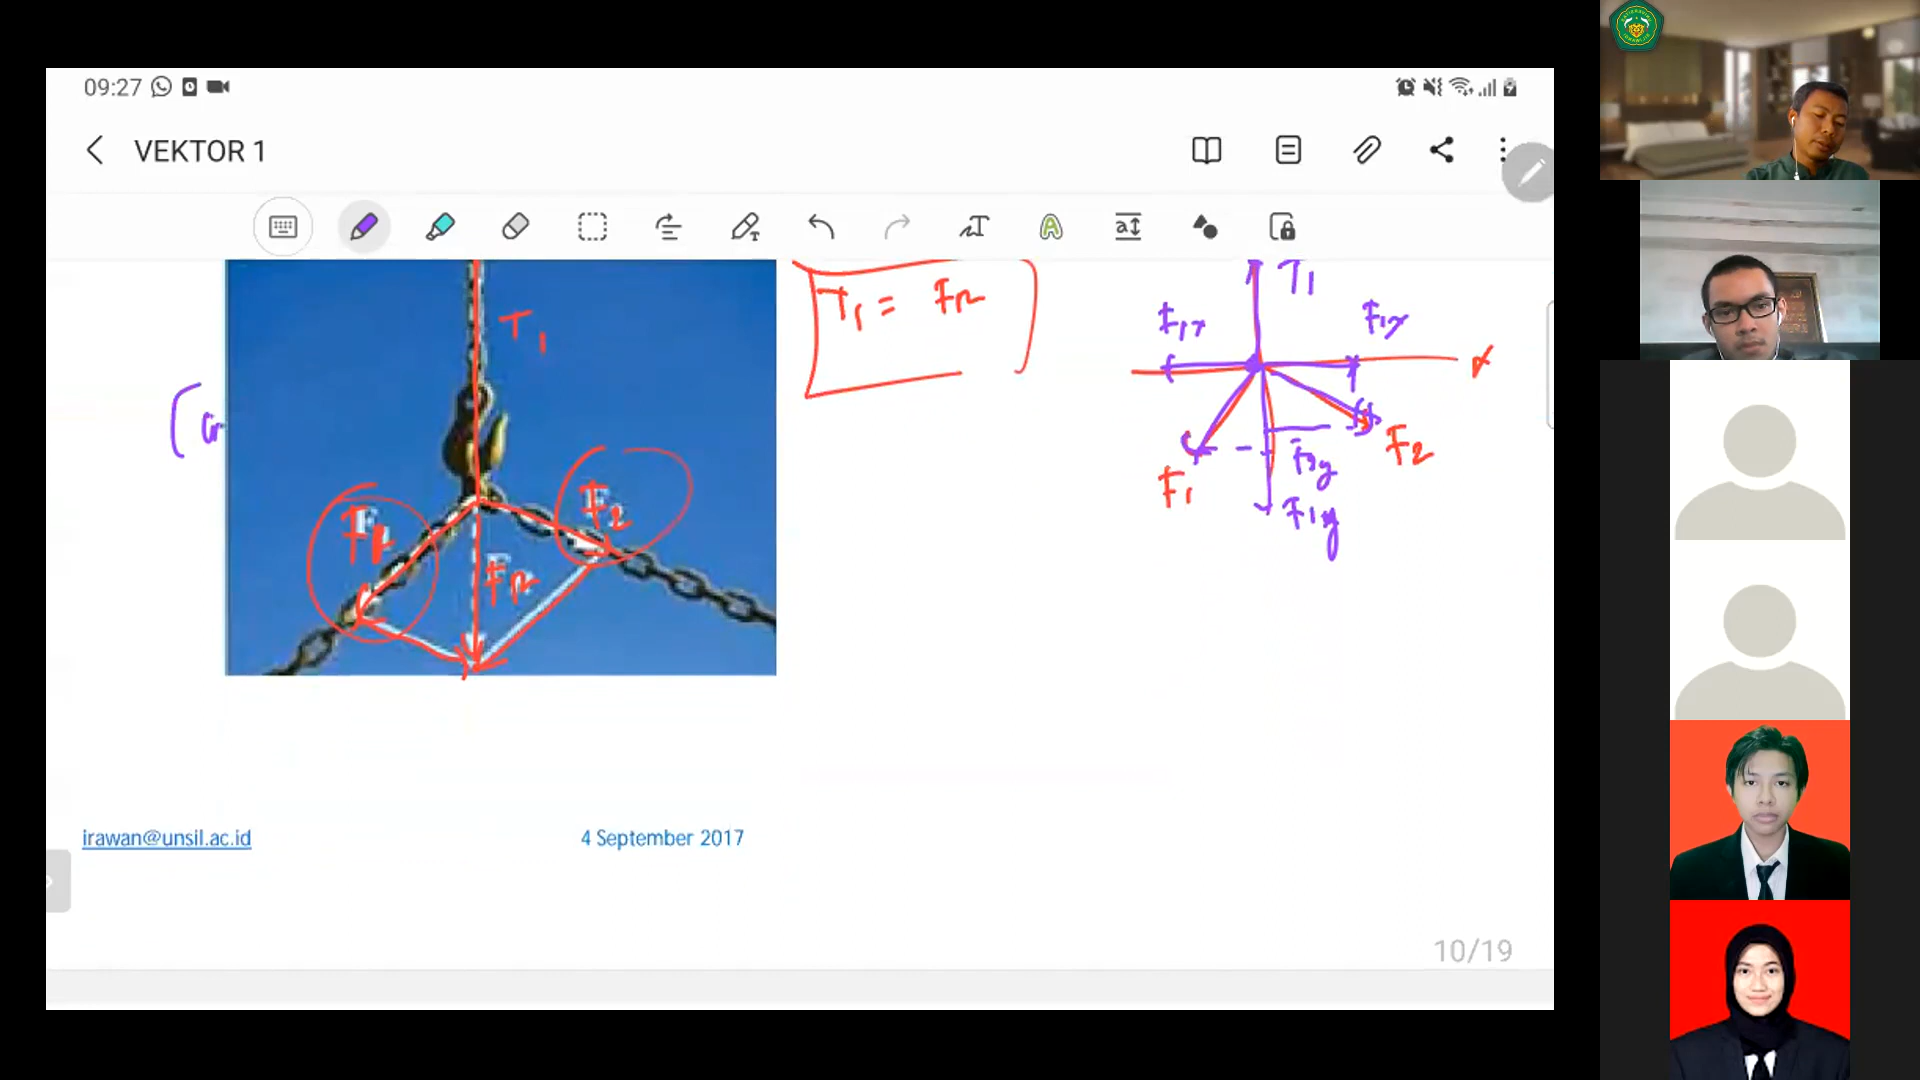 09:27
VEKTOR 1
T
a
T1
T1 = FR
T1
F1x
F1x
F1
F2
FR
F1
F2
F2y
F1y
irawan@unsil.ac.id
4 September 2017
10/19